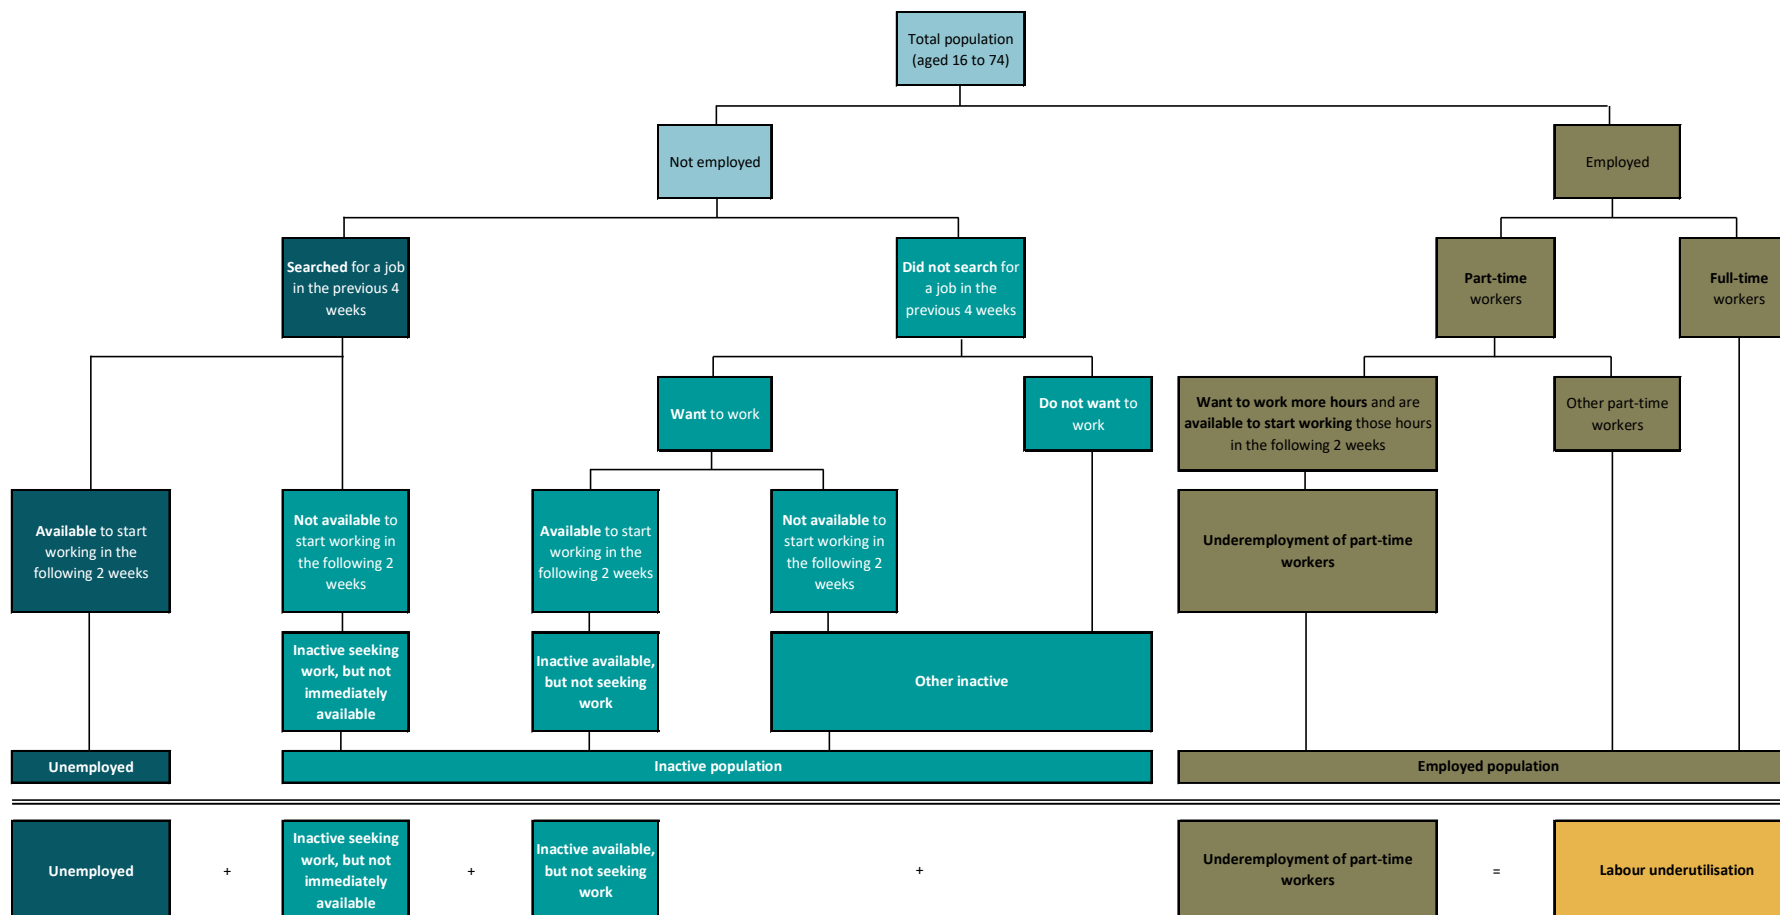 Total population
(aged 16 to 74)
Not employed
Employed
Searched for a job
in the previous 4
weeks
Did not search for
a job in the
previous 4 weeks
Part-time
workers
Full-time
workers
Want to work
Do not want to
work
Want to work more hours and are
available to start working those hours
in the following 2 weeks
Other part-time
workers
Available to start
working in the
following 2 weeks
Not available to
start working in
the following 2
weeks
Available to start
working in the
following 2 weeks
Not available to
start working in
the following 2
weeks
Underemployment of part-time
workers
Inactive seeking
work, but not
immediately
available
Inactive available,
but not seeking
work
Other inactive
Unemployed
Inactive population
Employed population
Unemployed
+
Inactive seeking
work, but not
immediately
available
+
Inactive available,
but not seeking
work
+
Underemployment of part-time
workers
=
Labour underutilisation